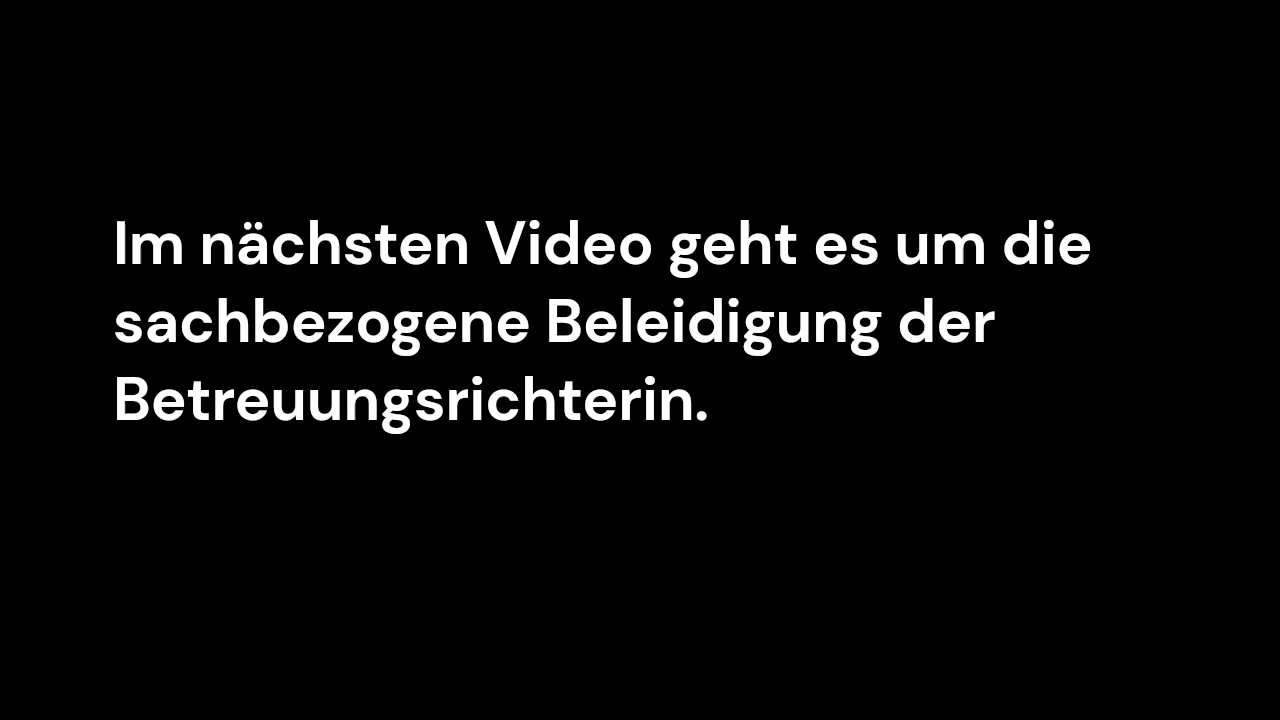 Im nächsten Video geht es um die
sachbezogene Beleidigung der
Betreuungsrichterin.